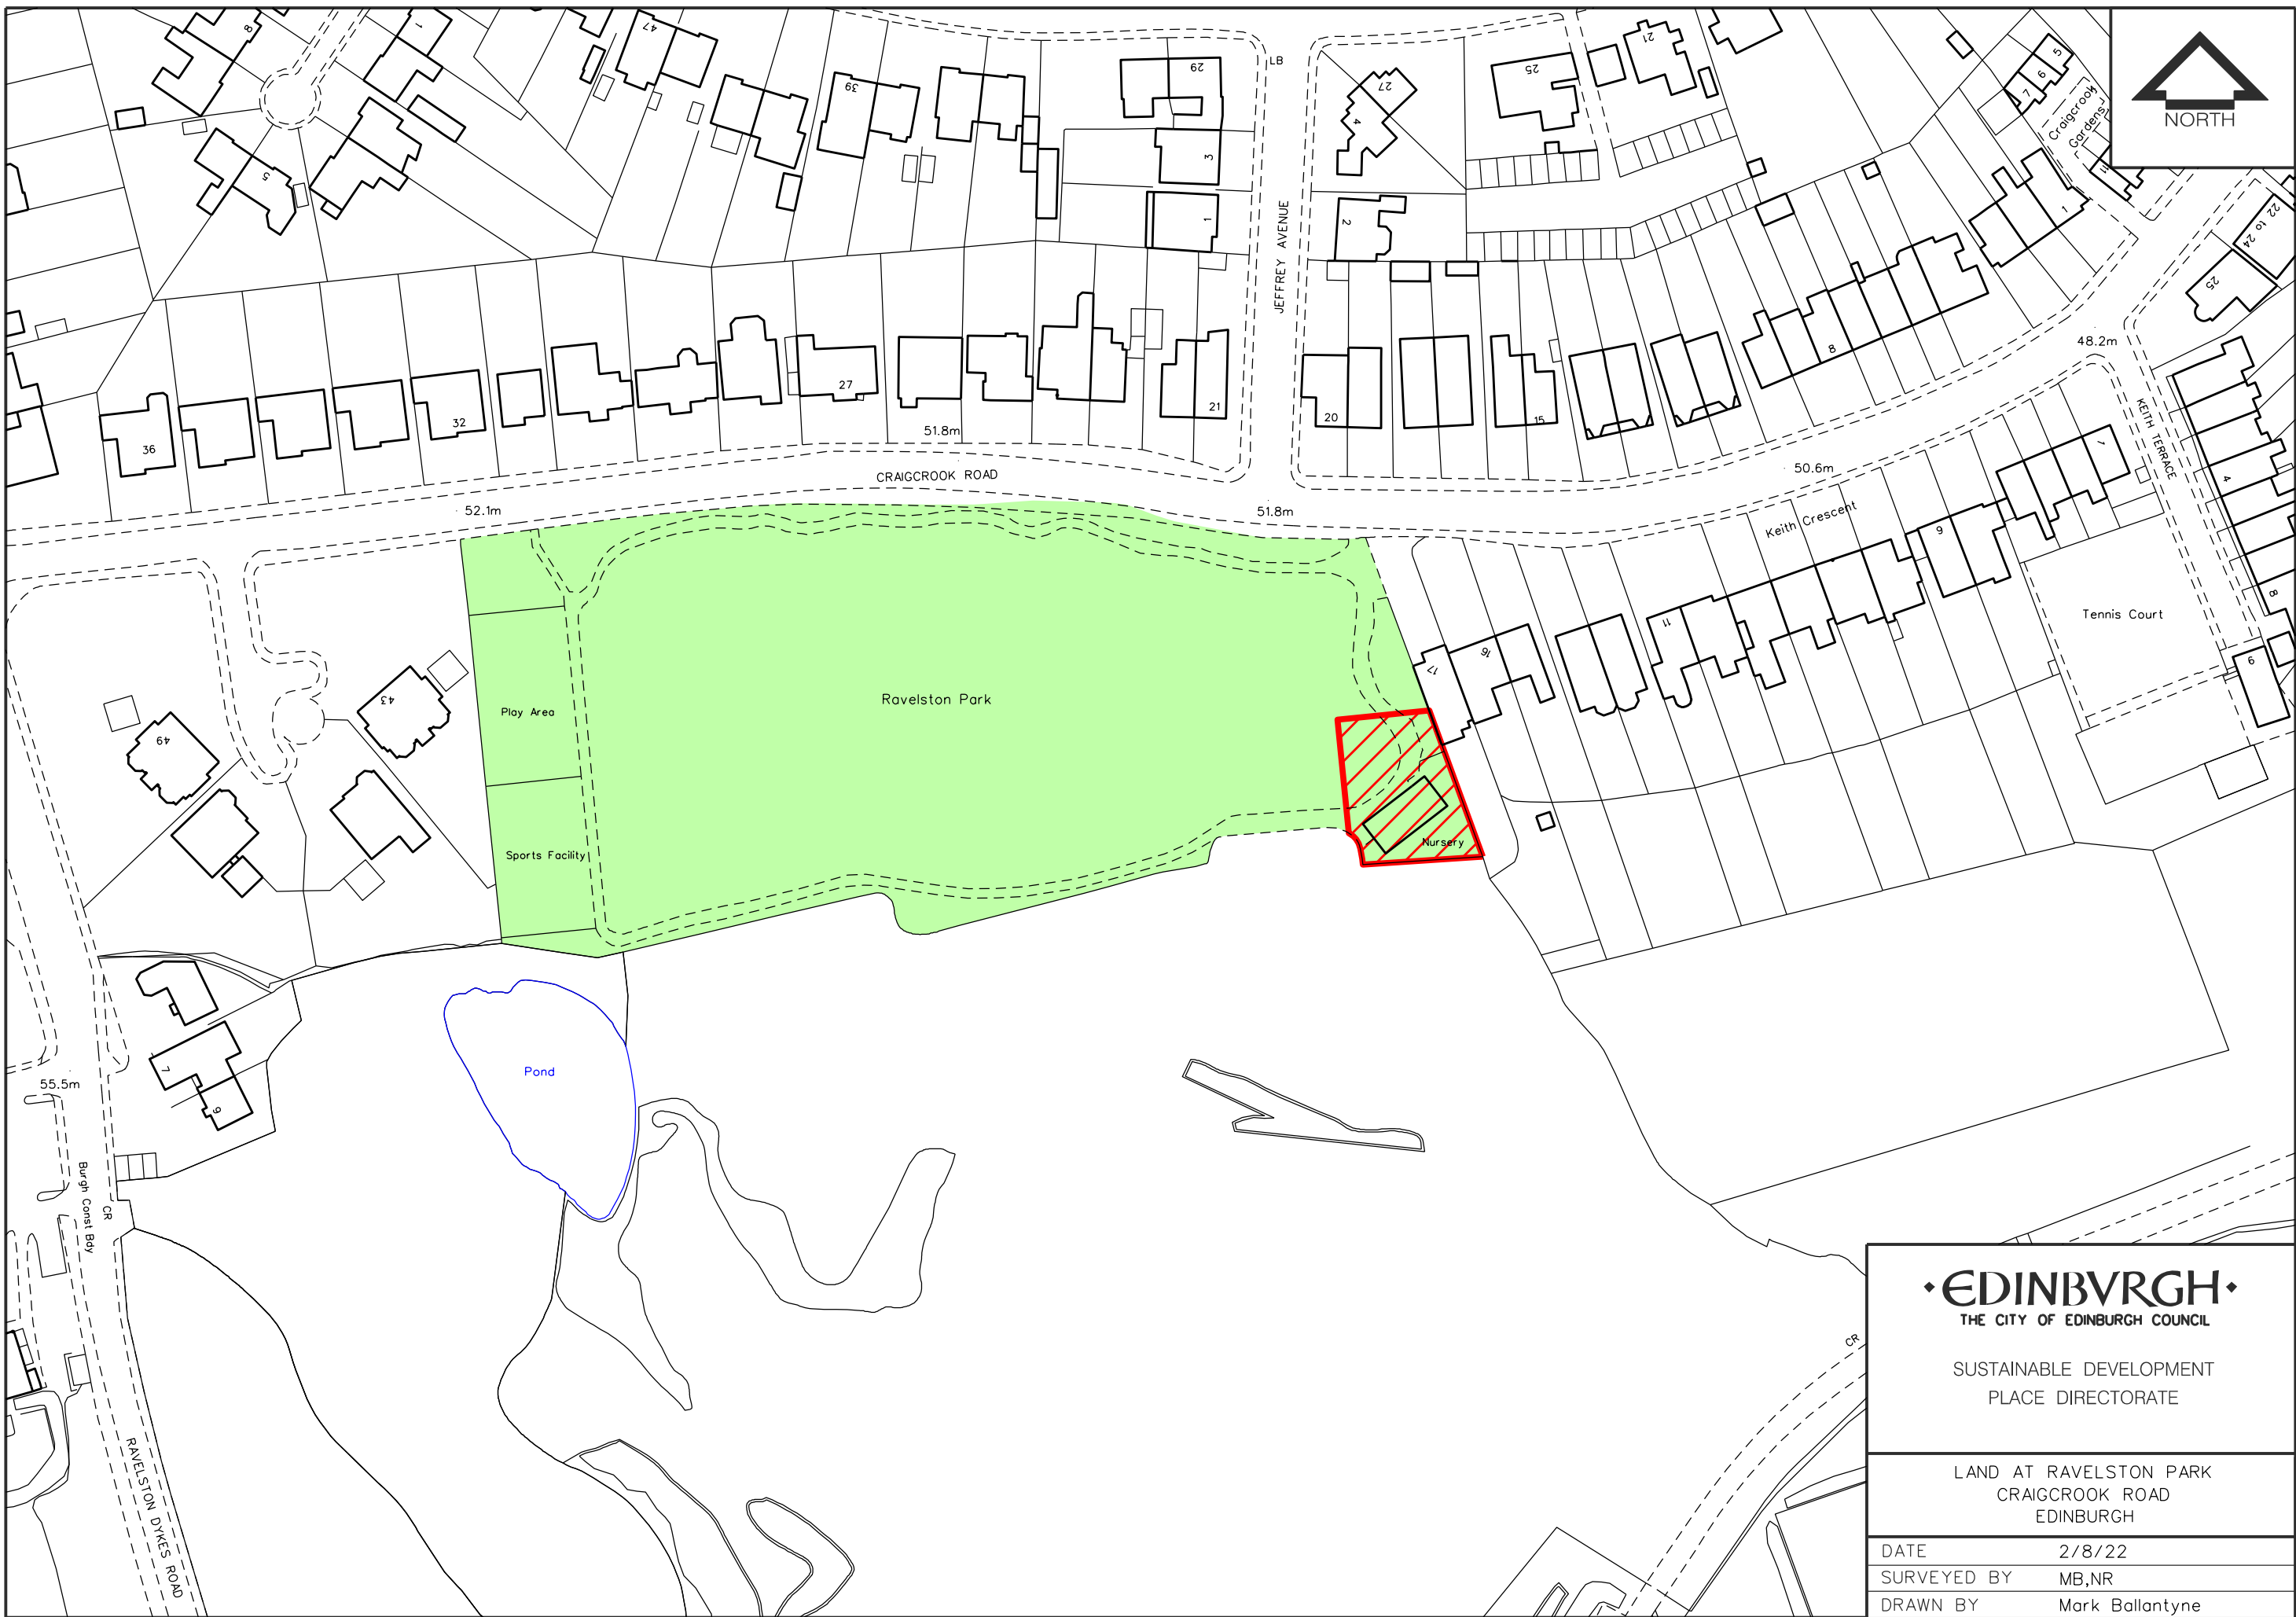 8
1
47
5
39
29
3
1
LB
27
4
2
25
21
5
6
7
Craigcrook
Gardens
11
1
22 to 24
25
NORTH
JEFFREY AVENUE
36
32
27
21
20
15
8
48.2m
51.8m
CRAIGCROOK ROAD
52.1m
51.8m
50.6m
Keith Crescent
KEITH TERRACE
1
4
8
9
9
Tennis Court
17
16
11
43
49
Play Area
Ravelston Park
Sports Facility
Nursery
Pond
7
9
55.5m
Burgh Const Bdy
CR
RAVELSTON DYKES ROAD
CR
EDINBVRGH
THE CITY OF EDINBURGH COUNCIL
SUSTAINABLE DEVELOPMENT
PLACE DIRECTORATE
LAND AT RAVELSTON PARK
CRAIGCROOK ROAD
EDINBURGH
DATE 2/8/22
SURVEYED BY MB,NR
DRAWN BY Mark Ballantyne